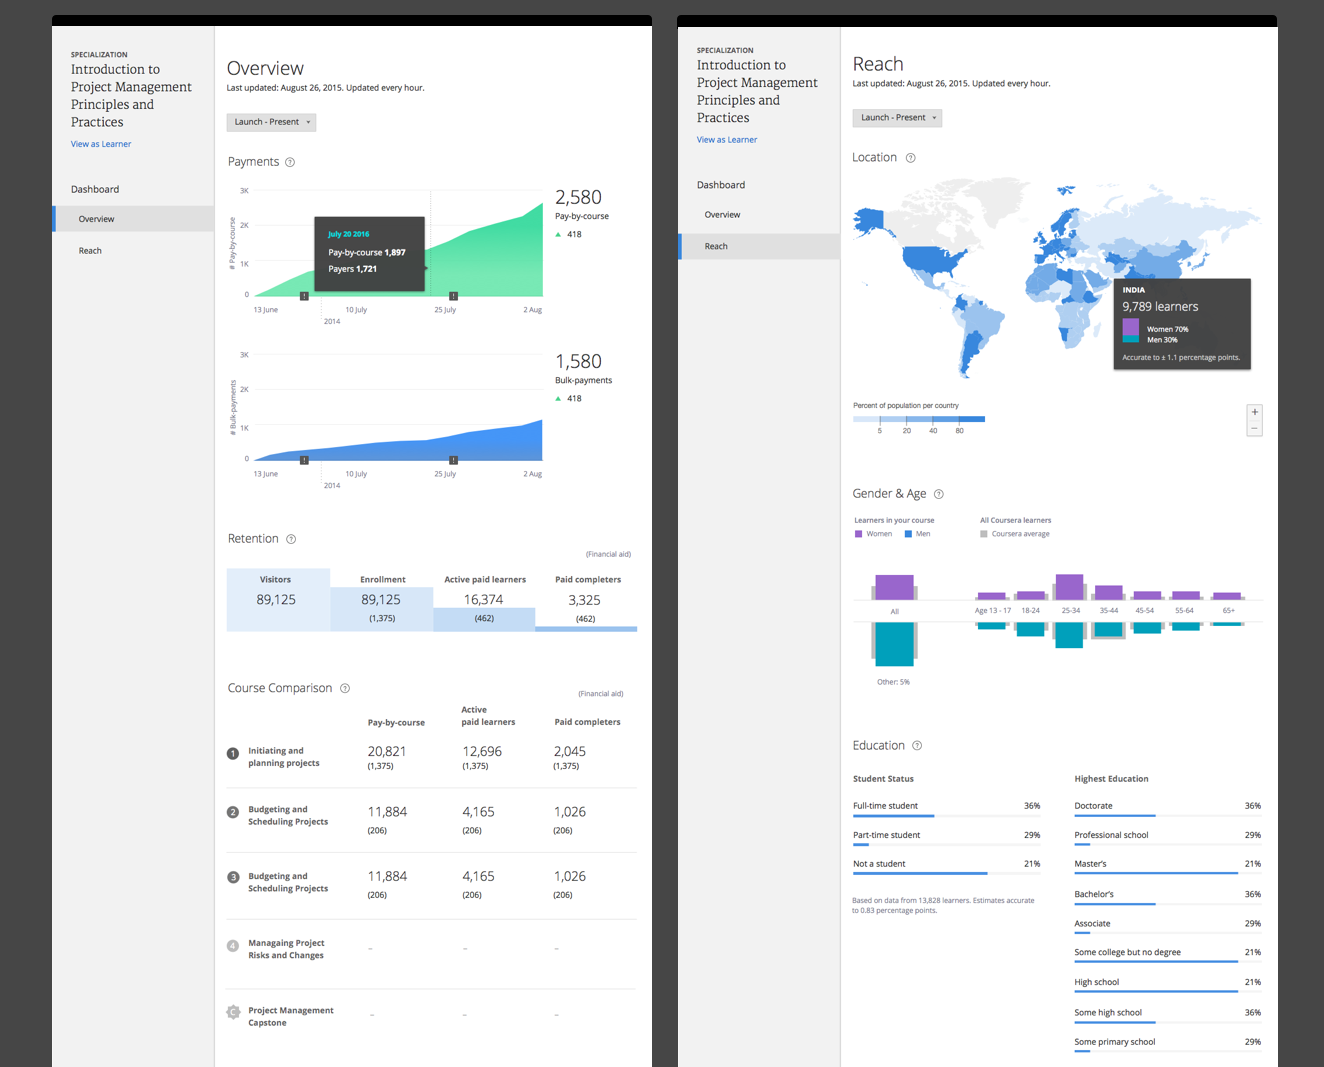 SPECIALIZATION
Introduction to
Project Management
Principles and
Practices
View as Learner
Dashboard
Overview
Reach
Overview
Last updated: August 26, 2015. Updated every hour.
Launch - Present
Payments ?
# Pay-by-course
3K
2K
1K
0
July 20 2016
Pay-by-course 1,897
Payers 1,721
! !
13 June 10 July 25 July 2 Aug
2014
2,580
Pay-by-course
418
# Bulk-payments
3K
2K
1K
0
! !
13 June 10 July 25 July 2 Aug
2014
1,580
Bulk-payments
418
Retention ?
(Financial aid)
Visitors Enrollment Active paid learners Paid completers
89,125 89,125 16,374 3,325
(1,375) (462) (462)
Course Comparison ?
(Financial aid)
Pay-by-course Active paid learners Paid completers
1 Initiating and planning projects
20,821 12,696 2,045
(1,375) (1,375) (1,375)
2 Budgeting and Scheduling Projects
11,884 4,165 1,026
(206) (206) (206)
3 Budgeting and Scheduling Projects
11,884 4,165 1,026
(206) (206) (206)
4 Managaing Project Risks and Changes
– – –
C Project Management Capstone
– – –
SPECIALIZATION
Introduction to
Project Management
Principles and
Practices
View as Learner
Dashboard
Overview
Reach
Reach
Last updated: August 26, 2015. Updated every hour.
Launch - Present
Location ?
INDIA
9,789 learners
Women 70%
Men 30%
Accurate to ± 1.1 percentage points.
Percent of population per country
5 20 40 80
+
–
Gender & Age ?
Learners in your course All Coursera learners
Women Men Coursera average
All Age 13 - 17 18-24 25-34 35-44 45-54 55-64 65+
Other: 5%
Education ?
Student Status
Full-time student 36%
Part-time student 29%
Not a student 21%
Based on data from 13,828 learners. Estimates accurate
to 0.83 percentage points.
Highest Education
Doctorate 36%
Professional school 29%
Master's 21%
Bachelor's 36%
Associate 29%
Some college but no degree 21%
High school 21%
Some high school 36%
Some primary school 29%